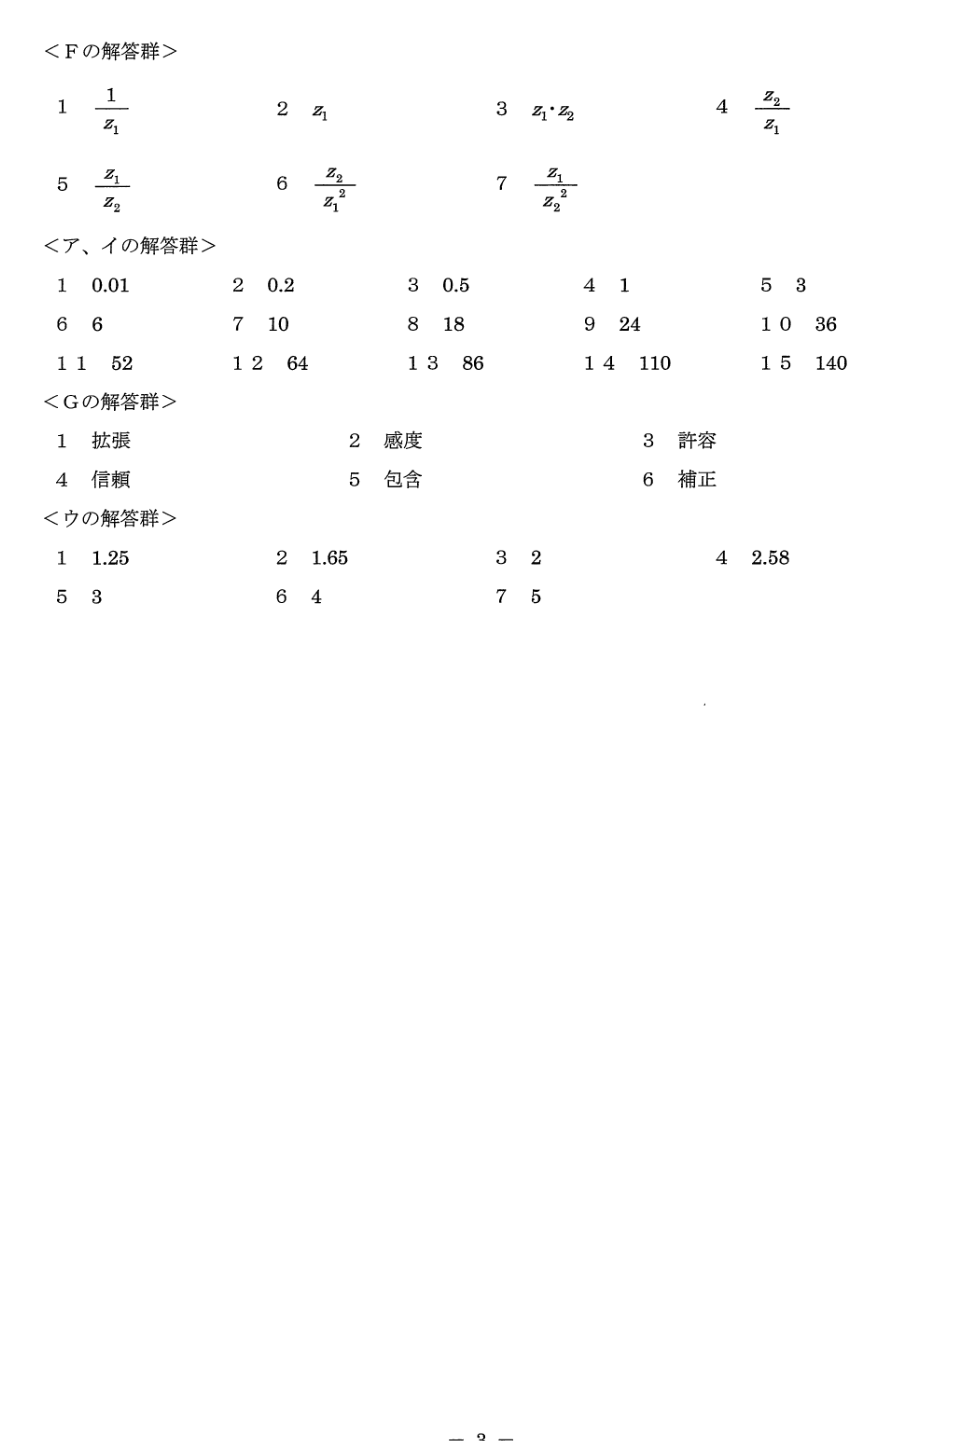 ＜Ｆの解答群＞
1 1/z₁ 2 z₁ 3 z₁・z₂ 4 z₂/z₁
5 z₁/z₂ 6 z₂/z₁² 7 z₁/z₂²
＜ア、イの解答群＞
1 0.01 2 0.2 3 0.5 4 1 5 3
6 6 7 10 8 18 9 24 10 36
11 52 12 64 13 86 14 110 15 140
＜Ｇの解答群＞
1 拡張 2 感度 3 許容
4 信頼 5 包含 6 補正
＜ウの解答群＞
1 1.25 2 1.65 3 2 4 2.58
5 3 6 4 7 5
－ 3 －